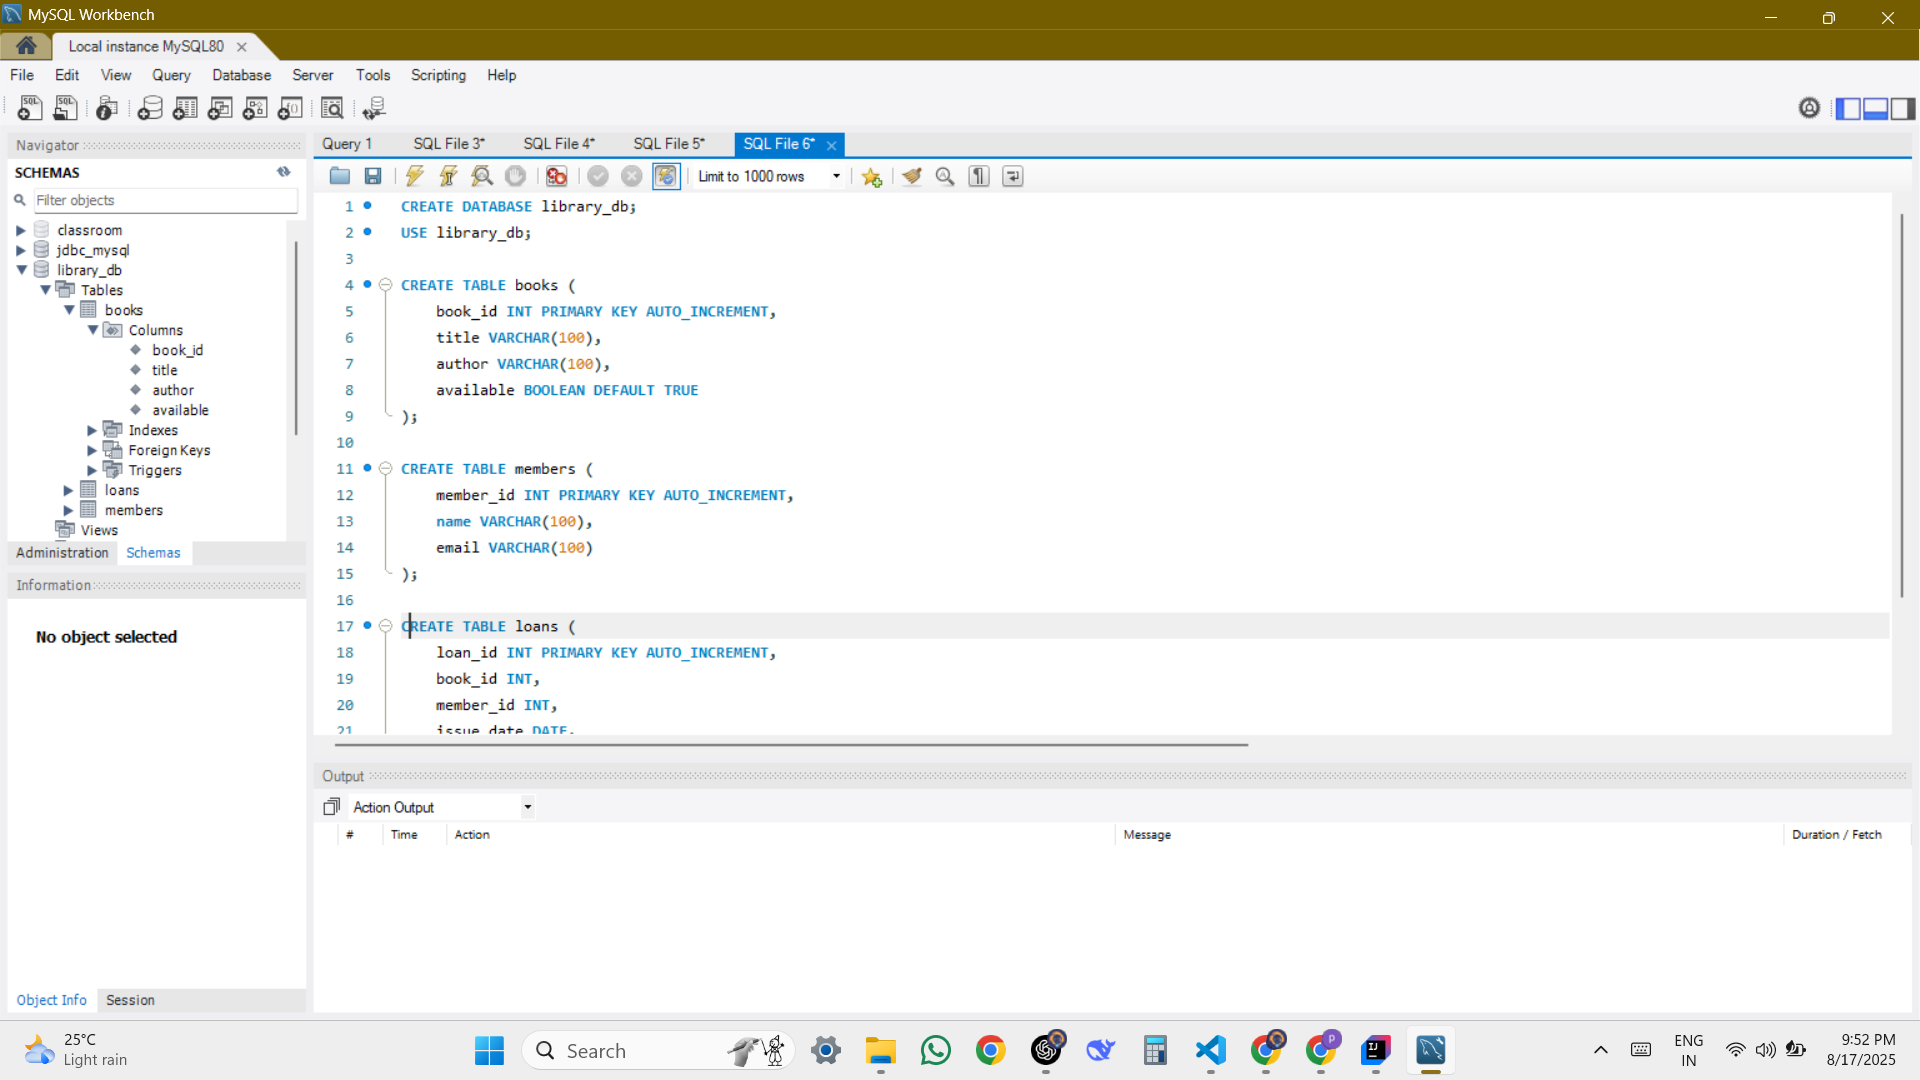 MySQL Workbench
Local instance MySQL80
File Edit View Query Database Server Tools Scripting Help
Navigator
SCHEMAS
Filter objects
classroom
jdbc_mysql
library_db
Tables
books
Columns
book_id
title
author
available
Indexes
Foreign Keys
Triggers
loans
members
Views
Administration Schemas
Information
No object selected
Object Info Session
Query 1 SQL File 3* SQL File 4* SQL File 5* SQL File 6*
Limit to 1000 rows
1 CREATE DATABASE library_db;
2 USE library_db;
3
4 CREATE TABLE books (
5 book_id INT PRIMARY KEY AUTO_INCREMENT,
6 title VARCHAR(100),
7 author VARCHAR(100),
8 available BOOLEAN DEFAULT TRUE
9 );
10
11 CREATE TABLE members (
12 member_id INT PRIMARY KEY AUTO_INCREMENT,
13 name VARCHAR(100),
14 email VARCHAR(100)
15 );
16
17 CREATE TABLE loans (
18 loan_id INT PRIMARY KEY AUTO_INCREMENT,
19 book_id INT,
20 member_id INT,
21 issue_date DATE,
Output
Action Output
# Time Action Message Duration / Fetch
25°C
Light rain
Search
ENG
IN
9:52 PM
8/17/2025